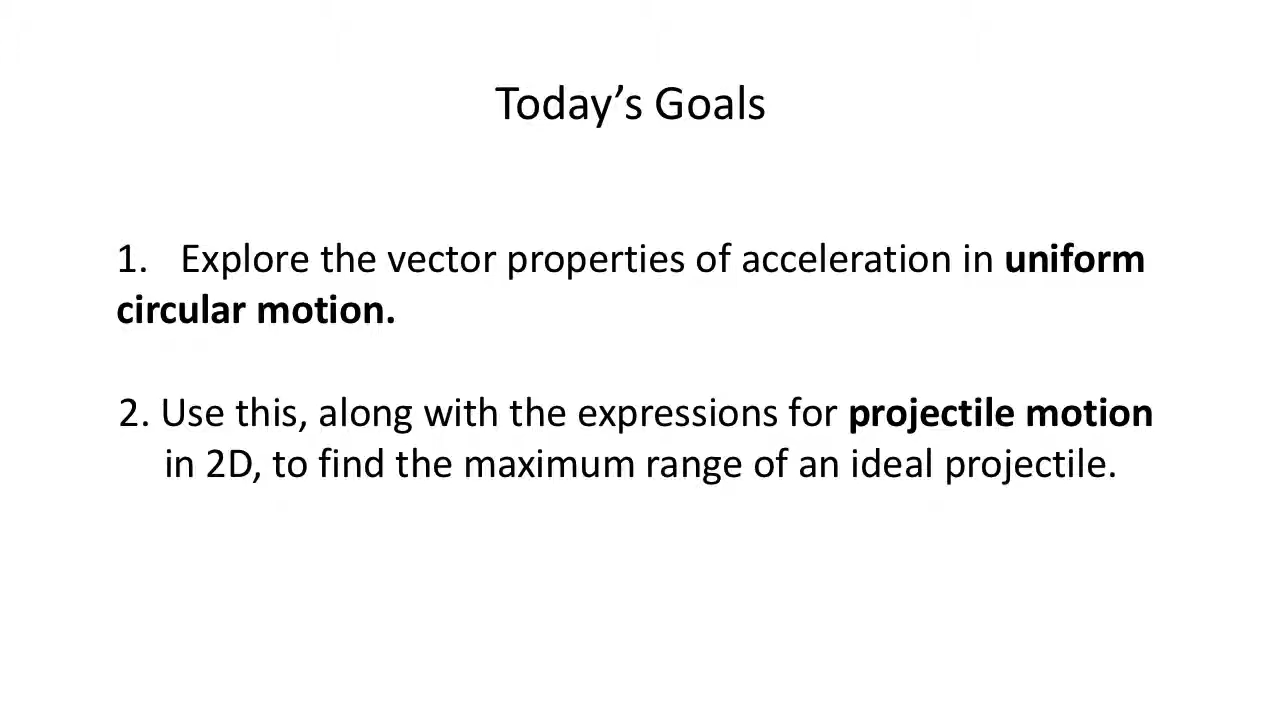 Today’s Goals
1. Explore the vector properties of acceleration in uniform
circular motion.
2. Use this, along with the expressions for projectile motion
in 2D, to find the maximum range of an ideal projectile.